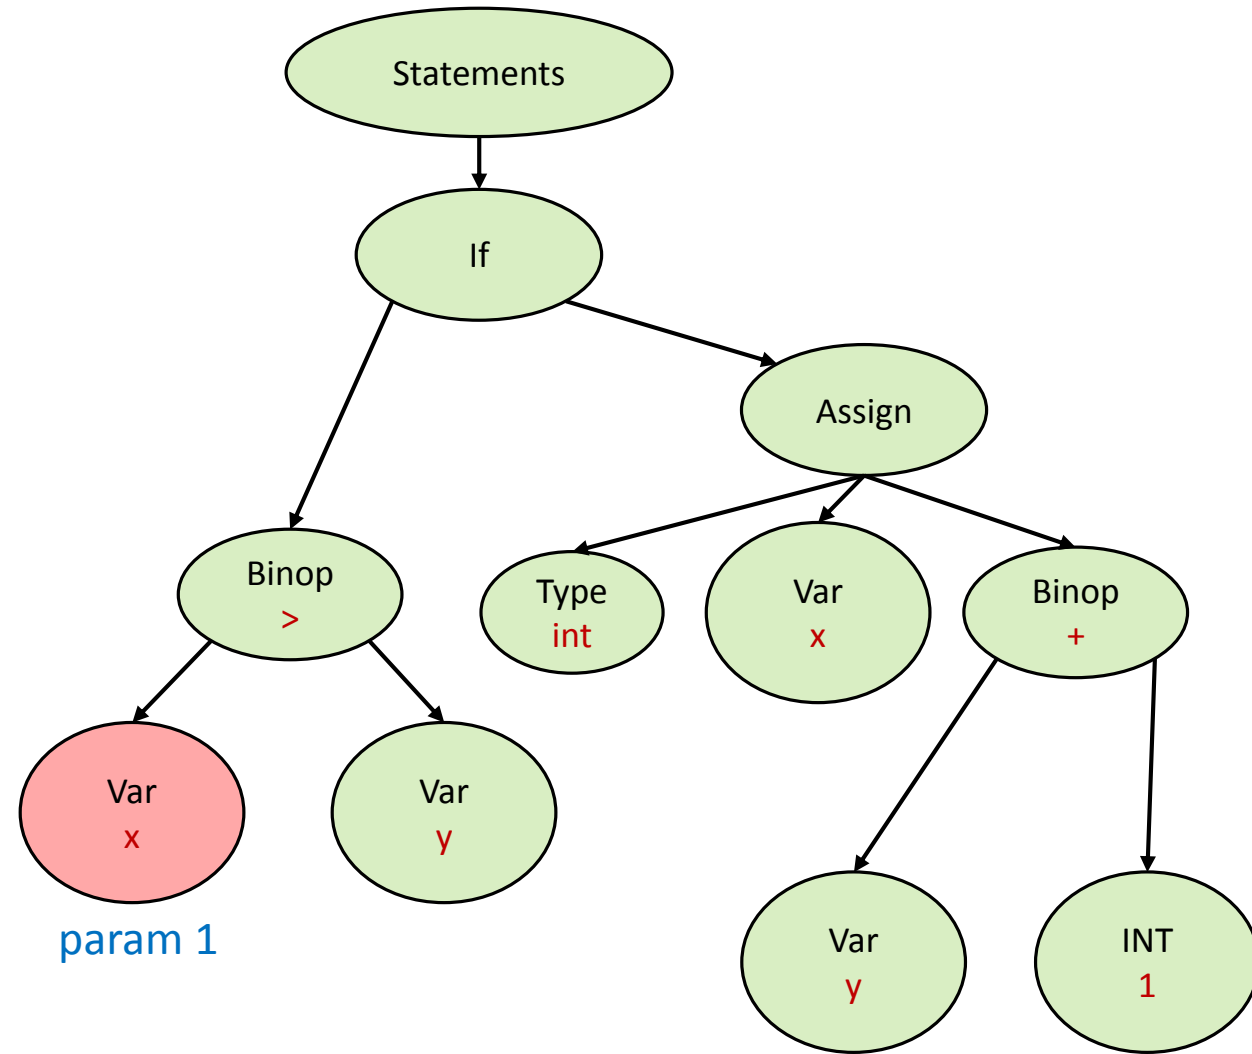 Statements
If
Assign
Binop
>
Type
int
Var
x
Binop
+
Var
x
Var
y
param 1
Var
y
INT
1